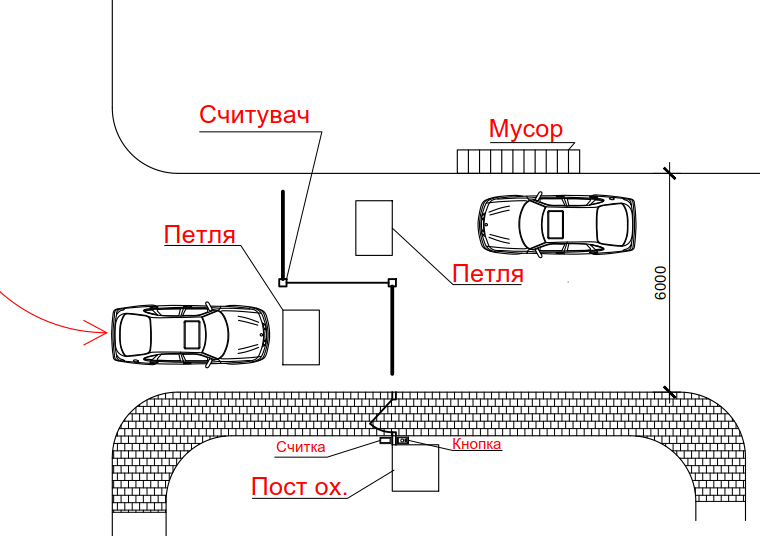 Считувач
Мусор
Петля
Петля
6000
Считка
Кнопка
Пост ох.